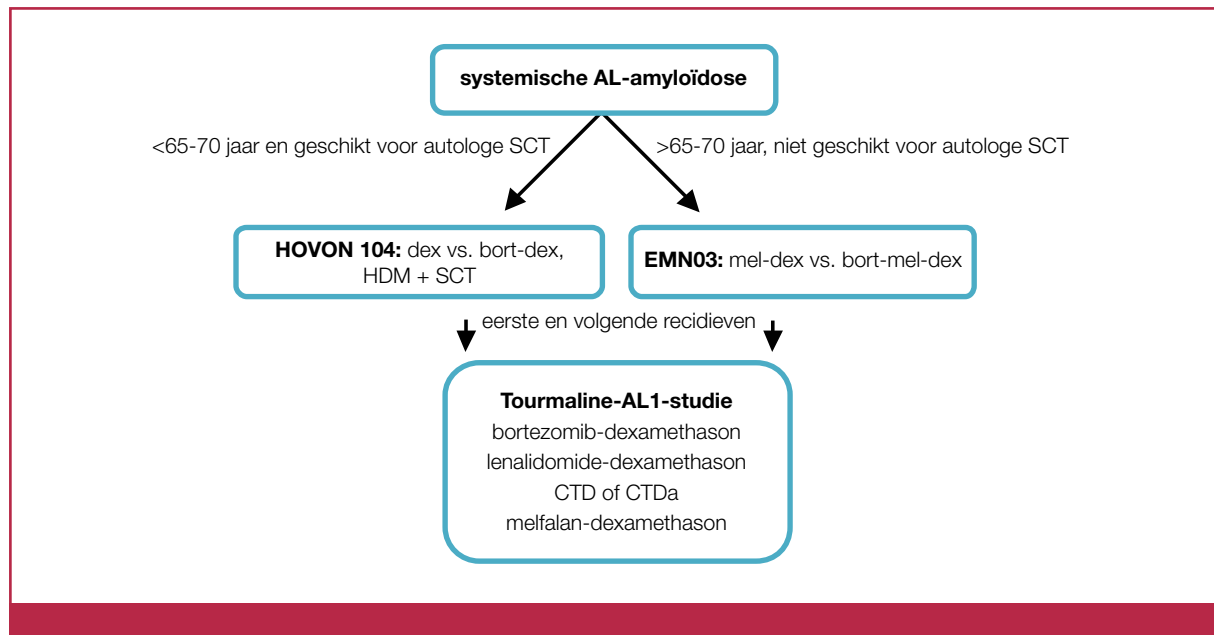 systemische AL-amyloïdose
<65-70 jaar en geschikt voor autologe SCT
>65-70 jaar, niet geschikt voor autologe SCT
HOVON 104: dex vs. bort-dex,
HDM + SCT
EMN03: mel-dex vs. bort-mel-dex
eerste en volgende recidieven
Tourmaline-AL1-studie
bortezomib-dexamethason
lenalidomide-dexamethason
CTD of CTDa
melfalan-dexamethason